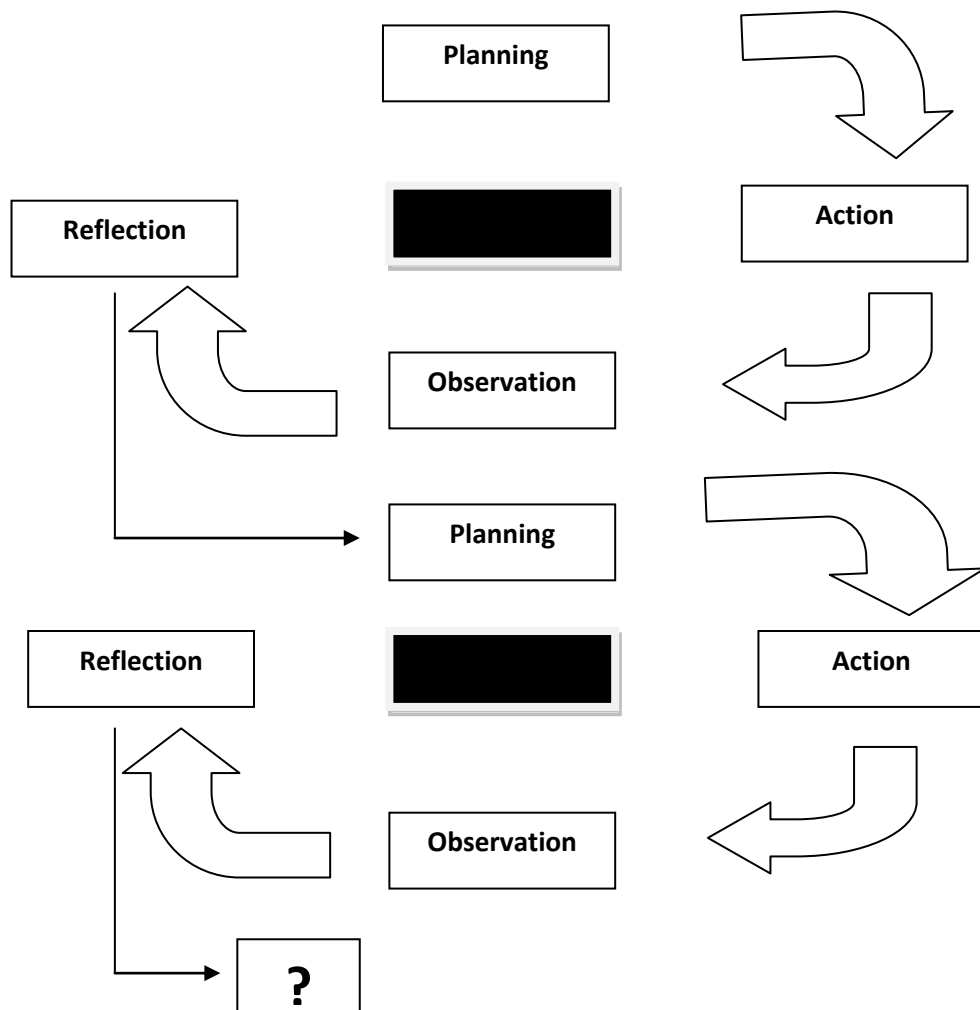 Planning
Reflection
Action
Observation
Planning
Reflection
Action
Observation
?